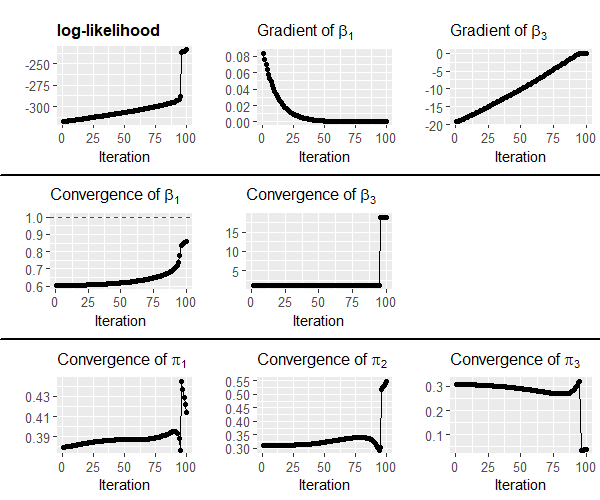 log-likelihood Gradient of β1 Gradient of β3
-250 0.08 0
-275 0.06 -5
-300 0.04 -10
0.02 -15
0.00 -20
0 25 50 75 100 0 25 50 75 100 0 25 50 75 100
Iteration Iteration Iteration
Convergence of β1 Convergence of β3
1.0
0.9 15
0.8 10
0.7 5
0.6
0 25 50 75 100 0 25 50 75 100
Iteration Iteration
Convergence of π1 Convergence of π2 Convergence of π3
0.43 0.55 0.3
0.41 0.50 0.2
0.39 0.45 0.1
0.40
0.35
0.30
0 25 50 75 100 0 25 50 75 100 0 25 50 75 100
Iteration Iteration Iteration